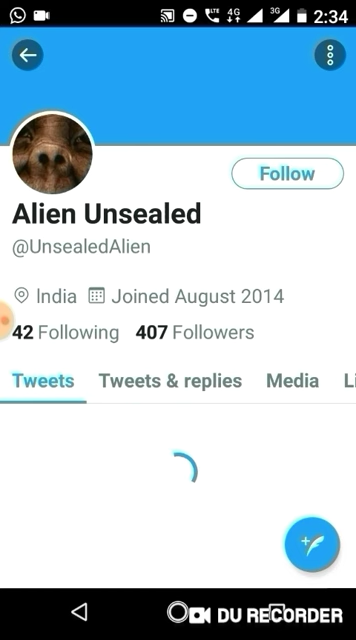 LTE 4G 3G 2:34
Follow
Alien Unsealed
@UnsealedAlien
India Joined August 2014
42 Following 407 Followers
Tweets Tweets & replies Media Li
DU RECORDER